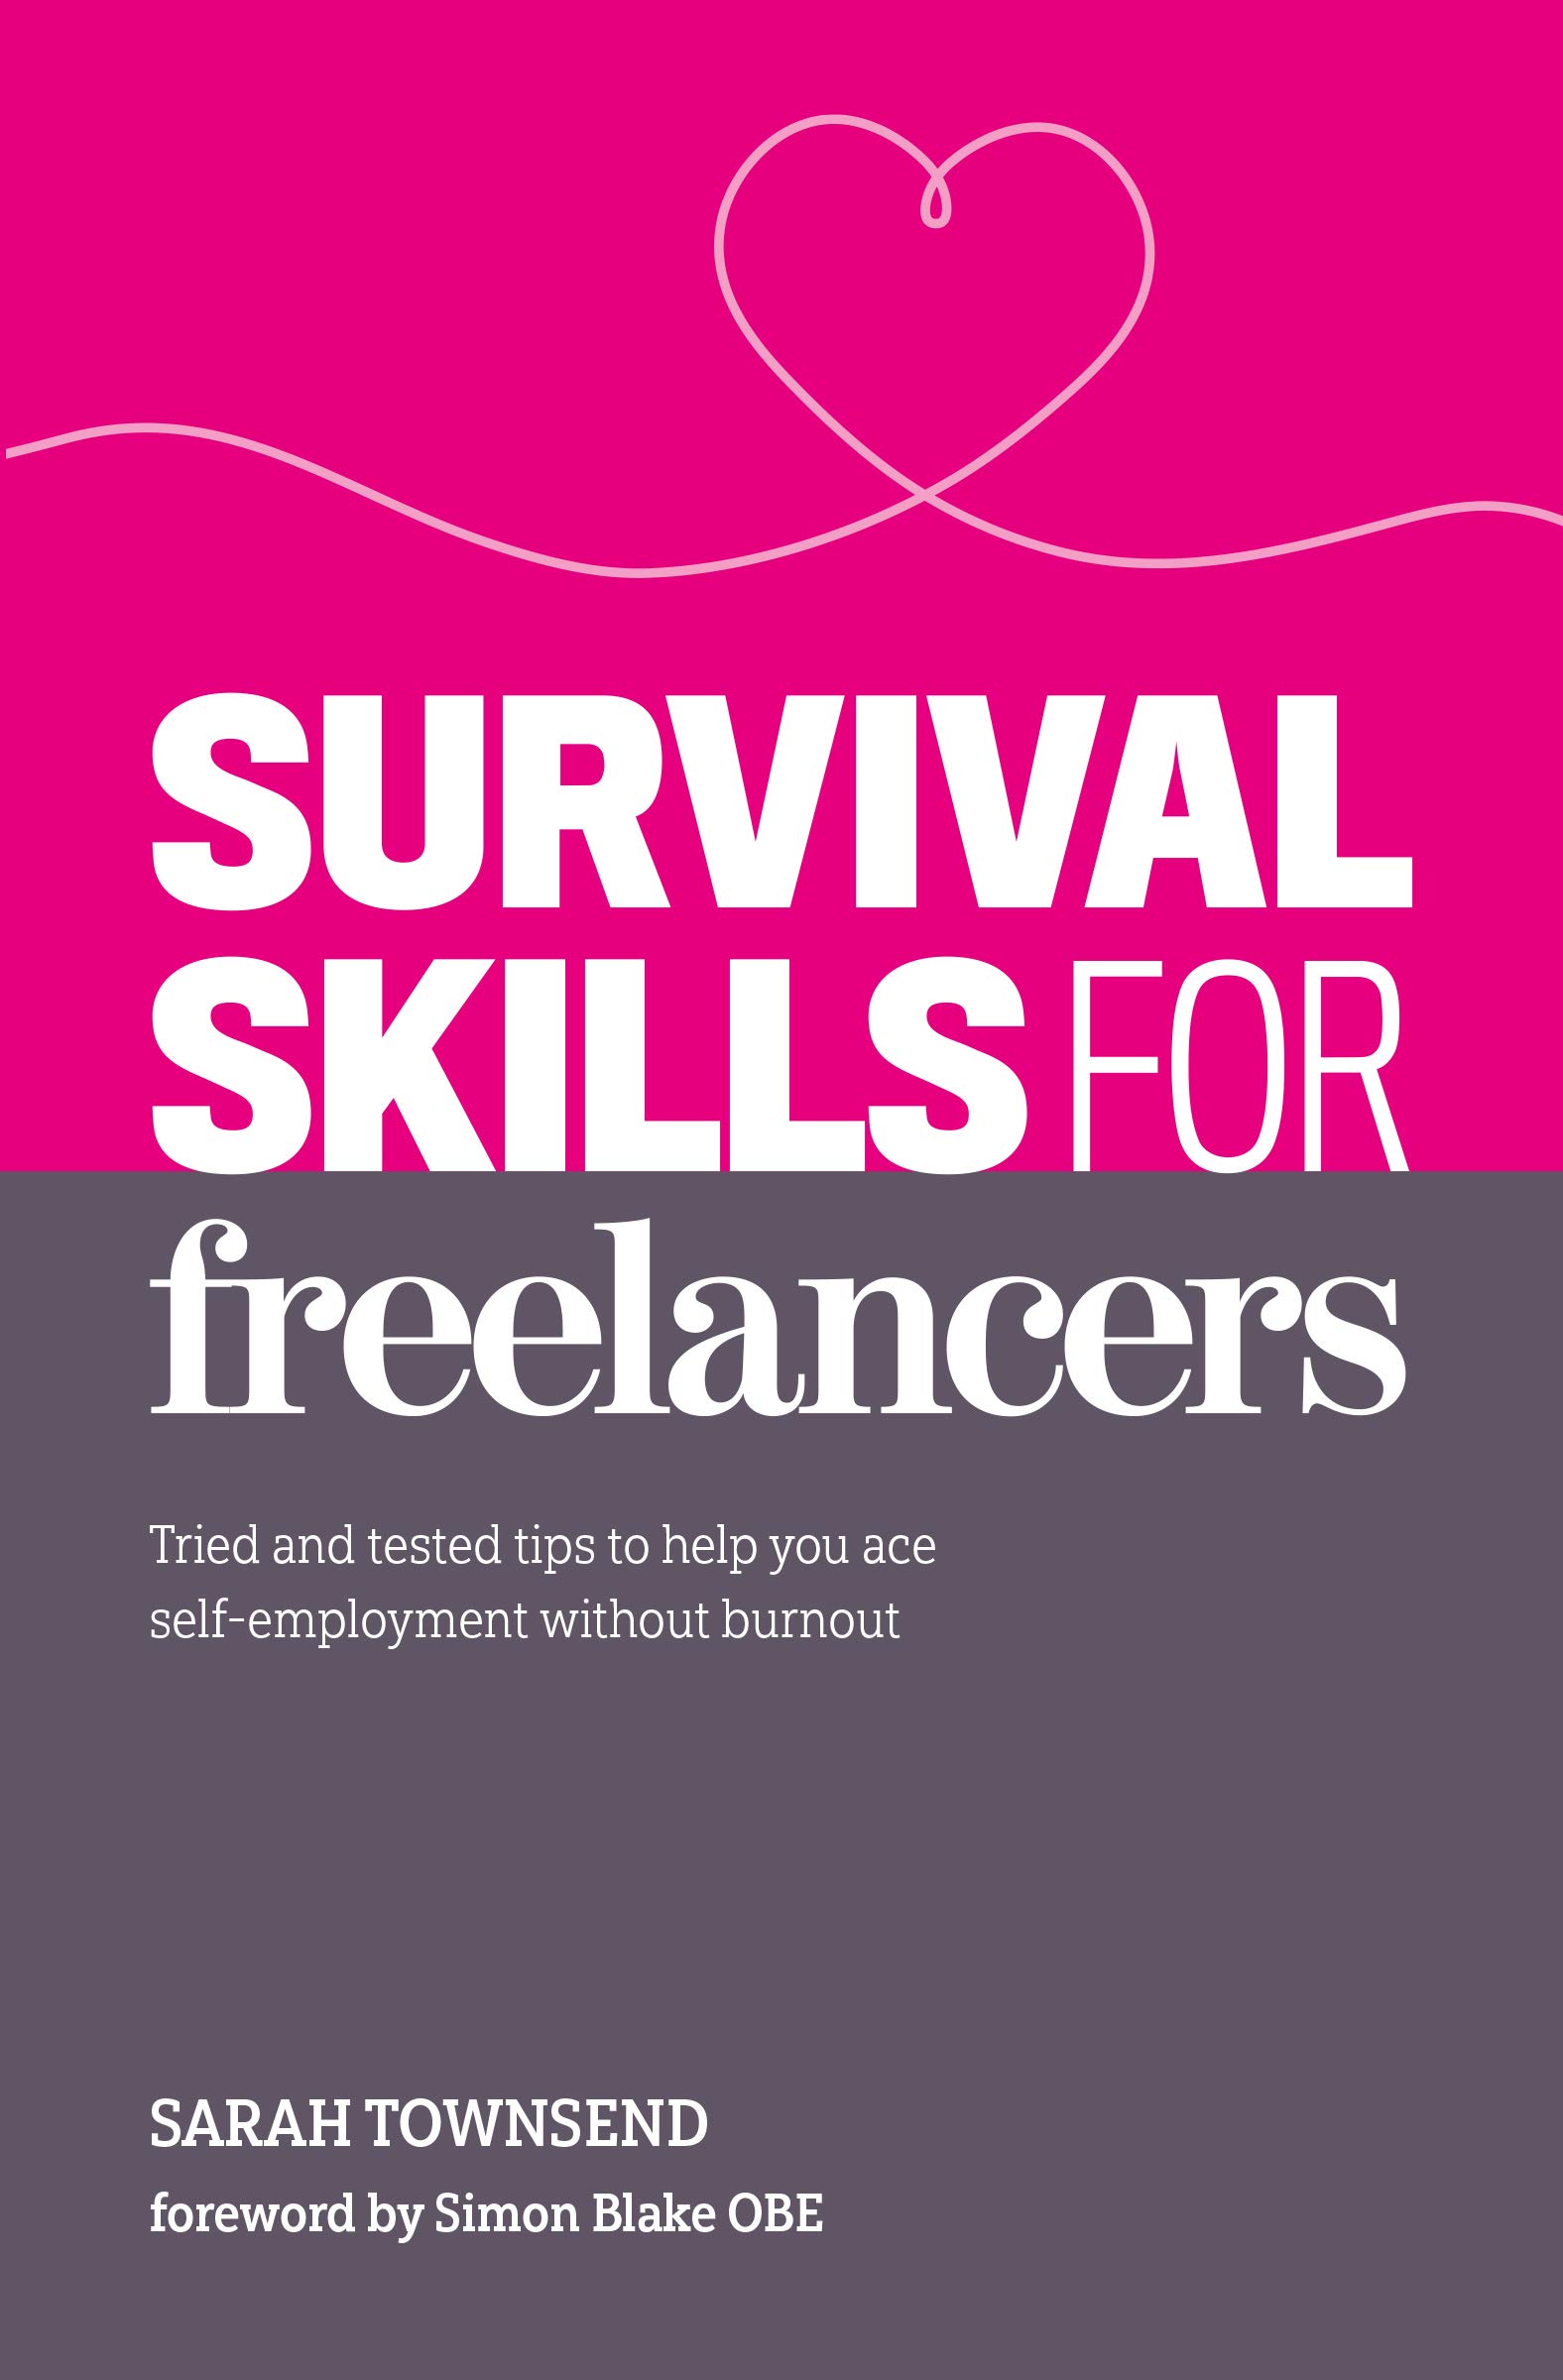 SURVIVAL
SKILLS FOR
freelancers
Tried and tested tips to help you ace
self-employment without burnout
SARAH TOWNSEND
foreword by Simon Blake OBE